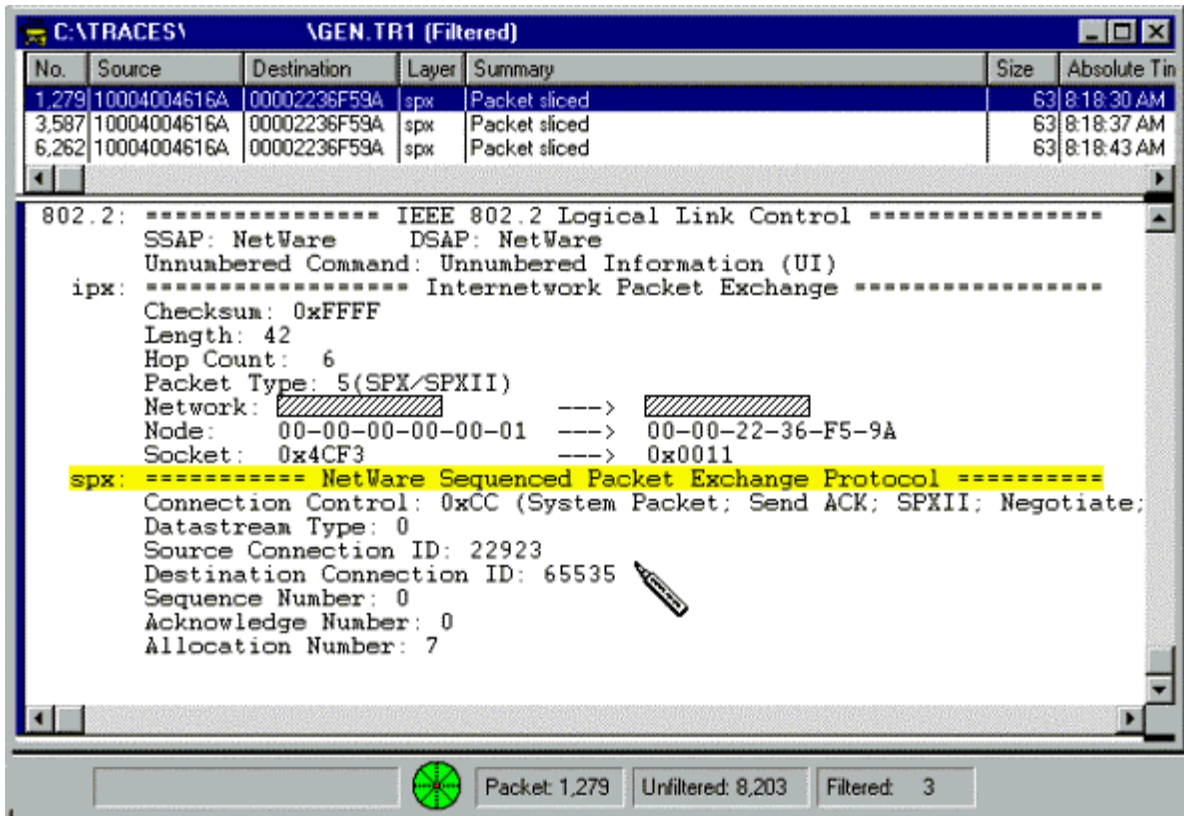 C:\TRACES\ \GEN.TR1 (Filtered)
No. Source Destination Layer Summary Size Absolute Tin
1,279 10004004616A 00002236F59A spx Packet sliced 63 8:18:30 AM
3,587 10004004616A 00002236F59A spx Packet sliced 63 8:18:37 AM
6,262 10004004616A 00002236F59A spx Packet sliced 63 8:18:43 AM
802.2: ================ IEEE 802.2 Logical Link Control ================
SSAP: NetWare DSAP: NetWare
Unnumbered Command: Unnumbered Information (UI)
ipx: ================== Internetwork Packet Exchange =================
Checksum: 0xFFFF
Length: 42
Hop Count: 6
Packet Type: 5(SPX/SPXII)
Network: --->
Node: 00-00-00-00-00-01 ---> 00-00-22-36-F5-9A
Socket: 0x4CF3 ---> 0x0011
spx: =========== NetWare Sequenced Packet Exchange Protocol ==========
Connection Control: 0xCC (System Packet; Send ACK; SPXII; Negotiate;
Datastream Type: 0
Source Connection ID: 22923
Destination Connection ID: 65535
Sequence Number: 0
Acknowledge Number: 0
Allocation Number: 7
Packet: 1,279 Unfiltered: 8,203 Filtered: 3